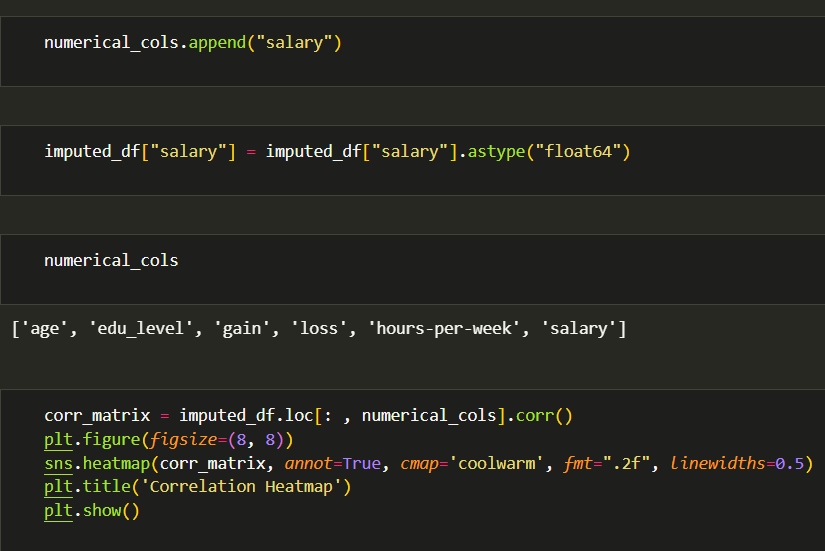 numerical_cols.append("salary")
imputed_df["salary"] = imputed_df["salary"].astype("float64")
numerical_cols
['age', 'edu_level', 'gain', 'loss', 'hours-per-week', 'salary']
corr_matrix = imputed_df.loc[: , numerical_cols].corr()
plt.figure(figsize=(8, 8))
sns.heatmap(corr_matrix, annot=True, cmap='coolwarm', fmt=".2f", linewidths=0.5)
plt.title('Correlation Heatmap')
plt.show()